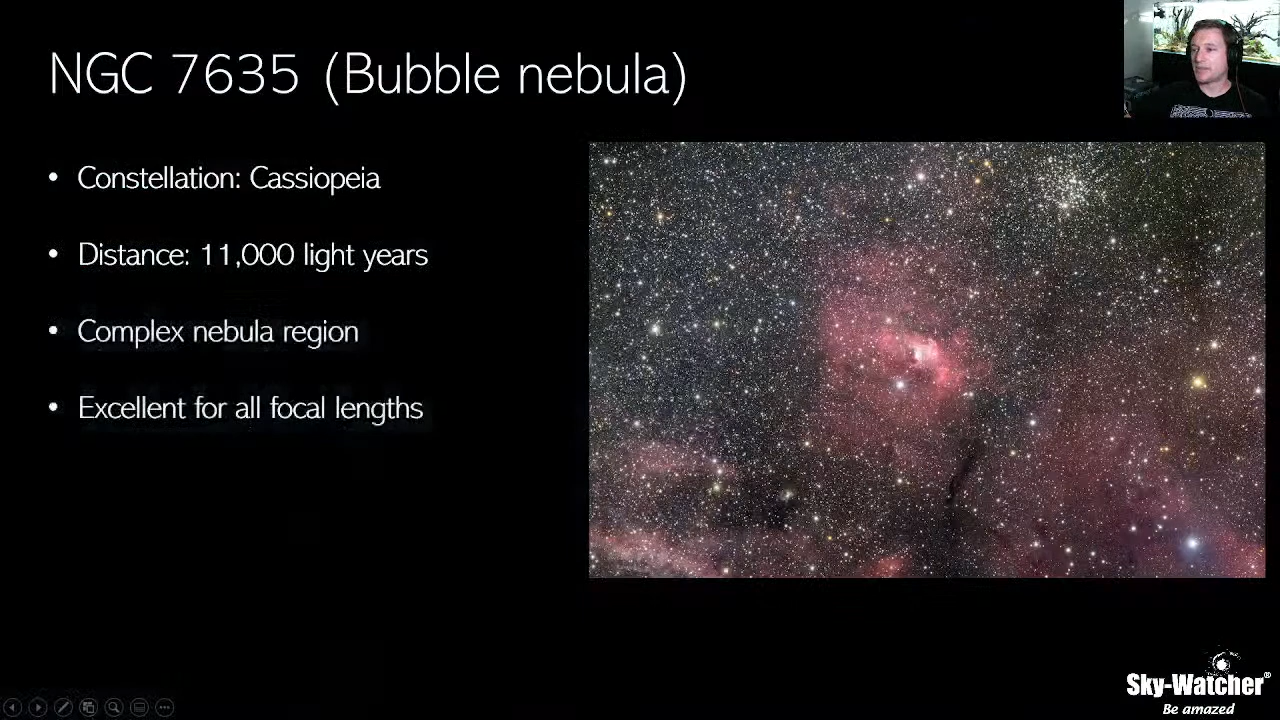 NGC 7635 (Bubble nebula)
• Constellation: Cassiopeia
• Distance: 11,000 light years
• Complex nebula region
• Excellent for all focal lengths
Sky-Watcher®
Be amazed